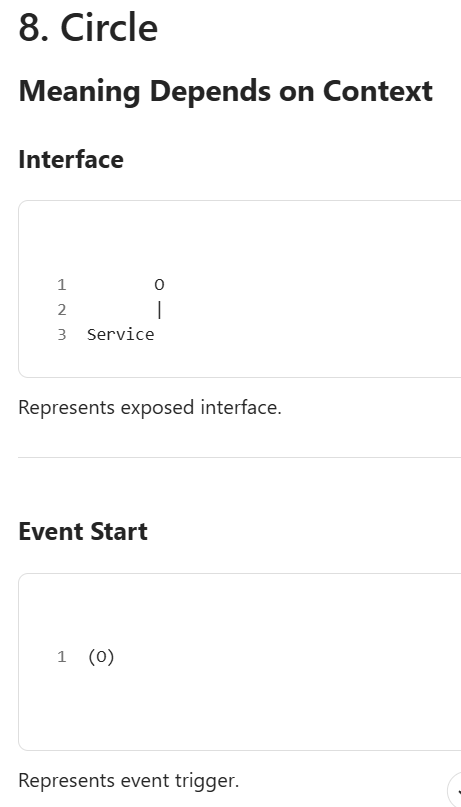 8. Circle
Meaning Depends on Context
Interface
1 O
2 |
3 Service
Represents exposed interface.
Event Start
1 (O)
Represents event trigger.